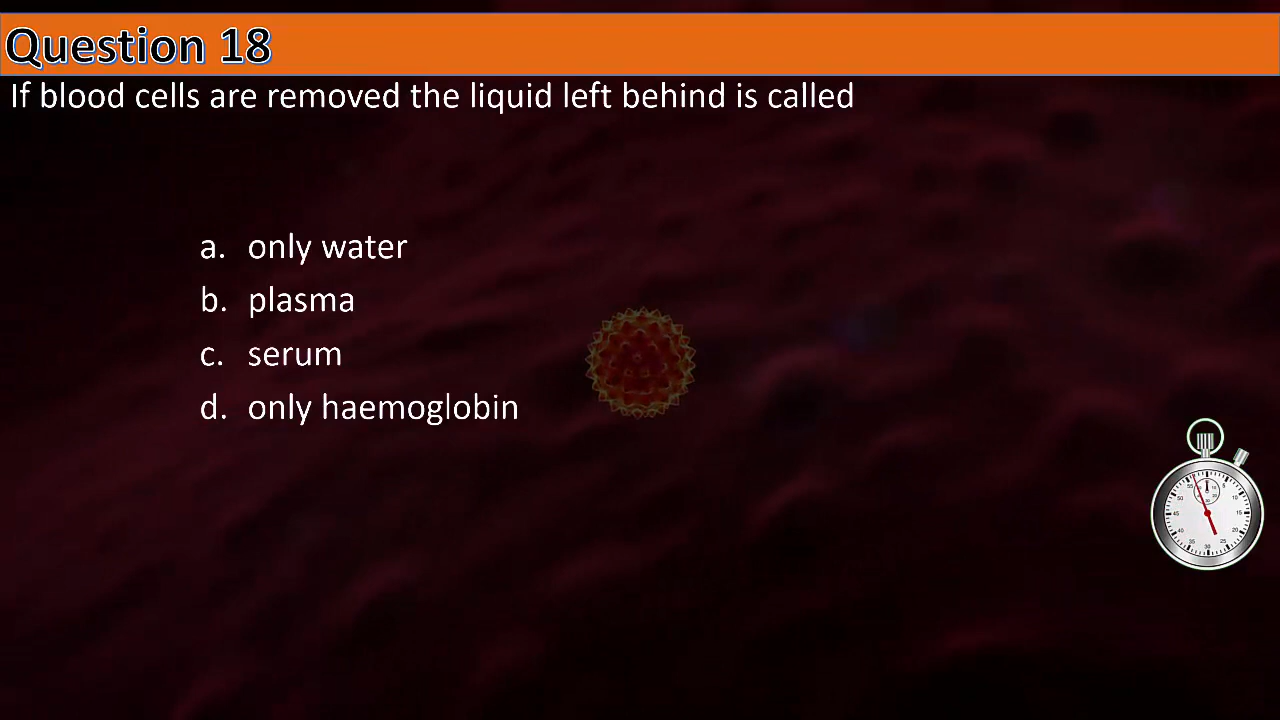 Question 18
If blood cells are removed the liquid left behind is called
a. only water
b. plasma
c. serum
d. only haemoglobin